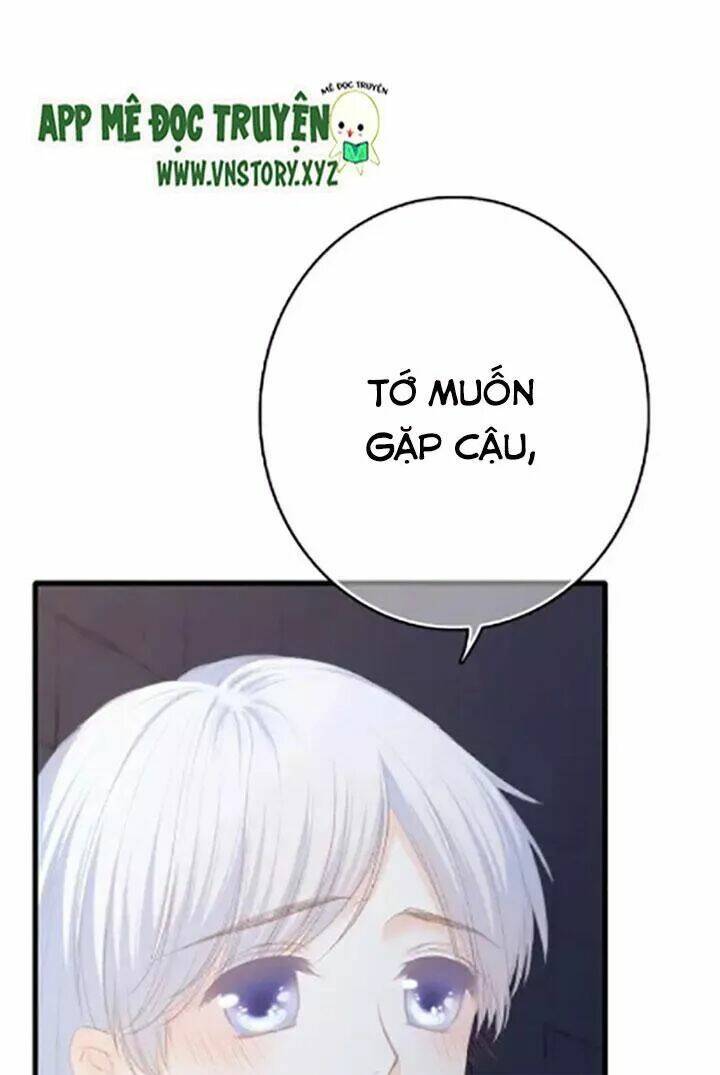 MÊ ĐỌC TRUYỆN
APP MÊ ĐỌC TRUYỆN
WWW.VNSTORY.XYZ
TỚ MUỐN
GẶP CẬU,